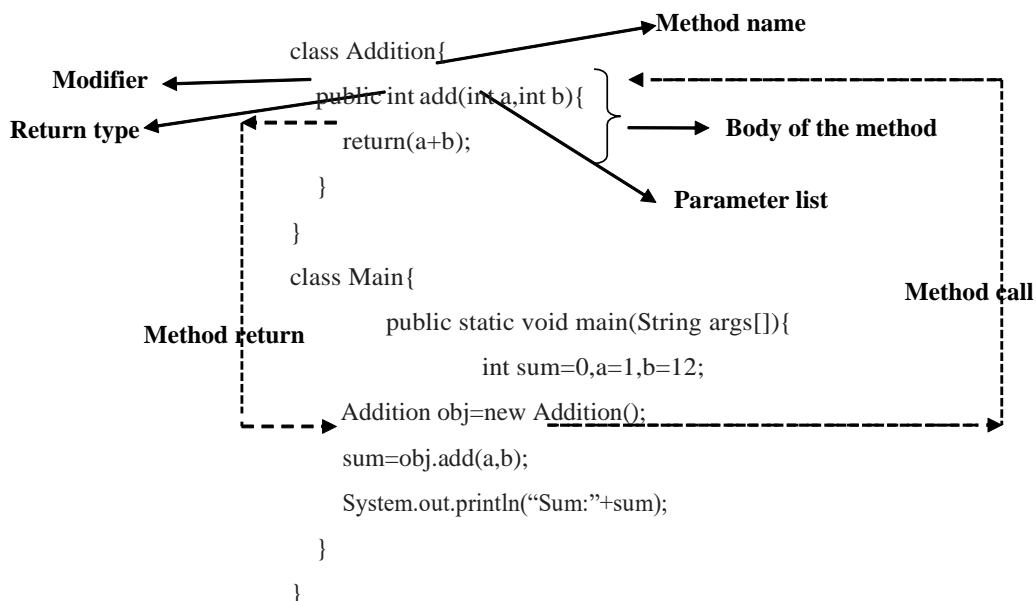 Method name
class Addition{
Modifier
public int add(int a,int b){
Return type
Body of the method
return(a+b);
}
Parameter list
}
class Main{
Method call
public static void main(String args[]){
Method return
int sum=0,a=1,b=12;
Addition obj=new Addition();
sum=obj.add(a,b);
System.out.println(“Sum:”+sum);
}
}